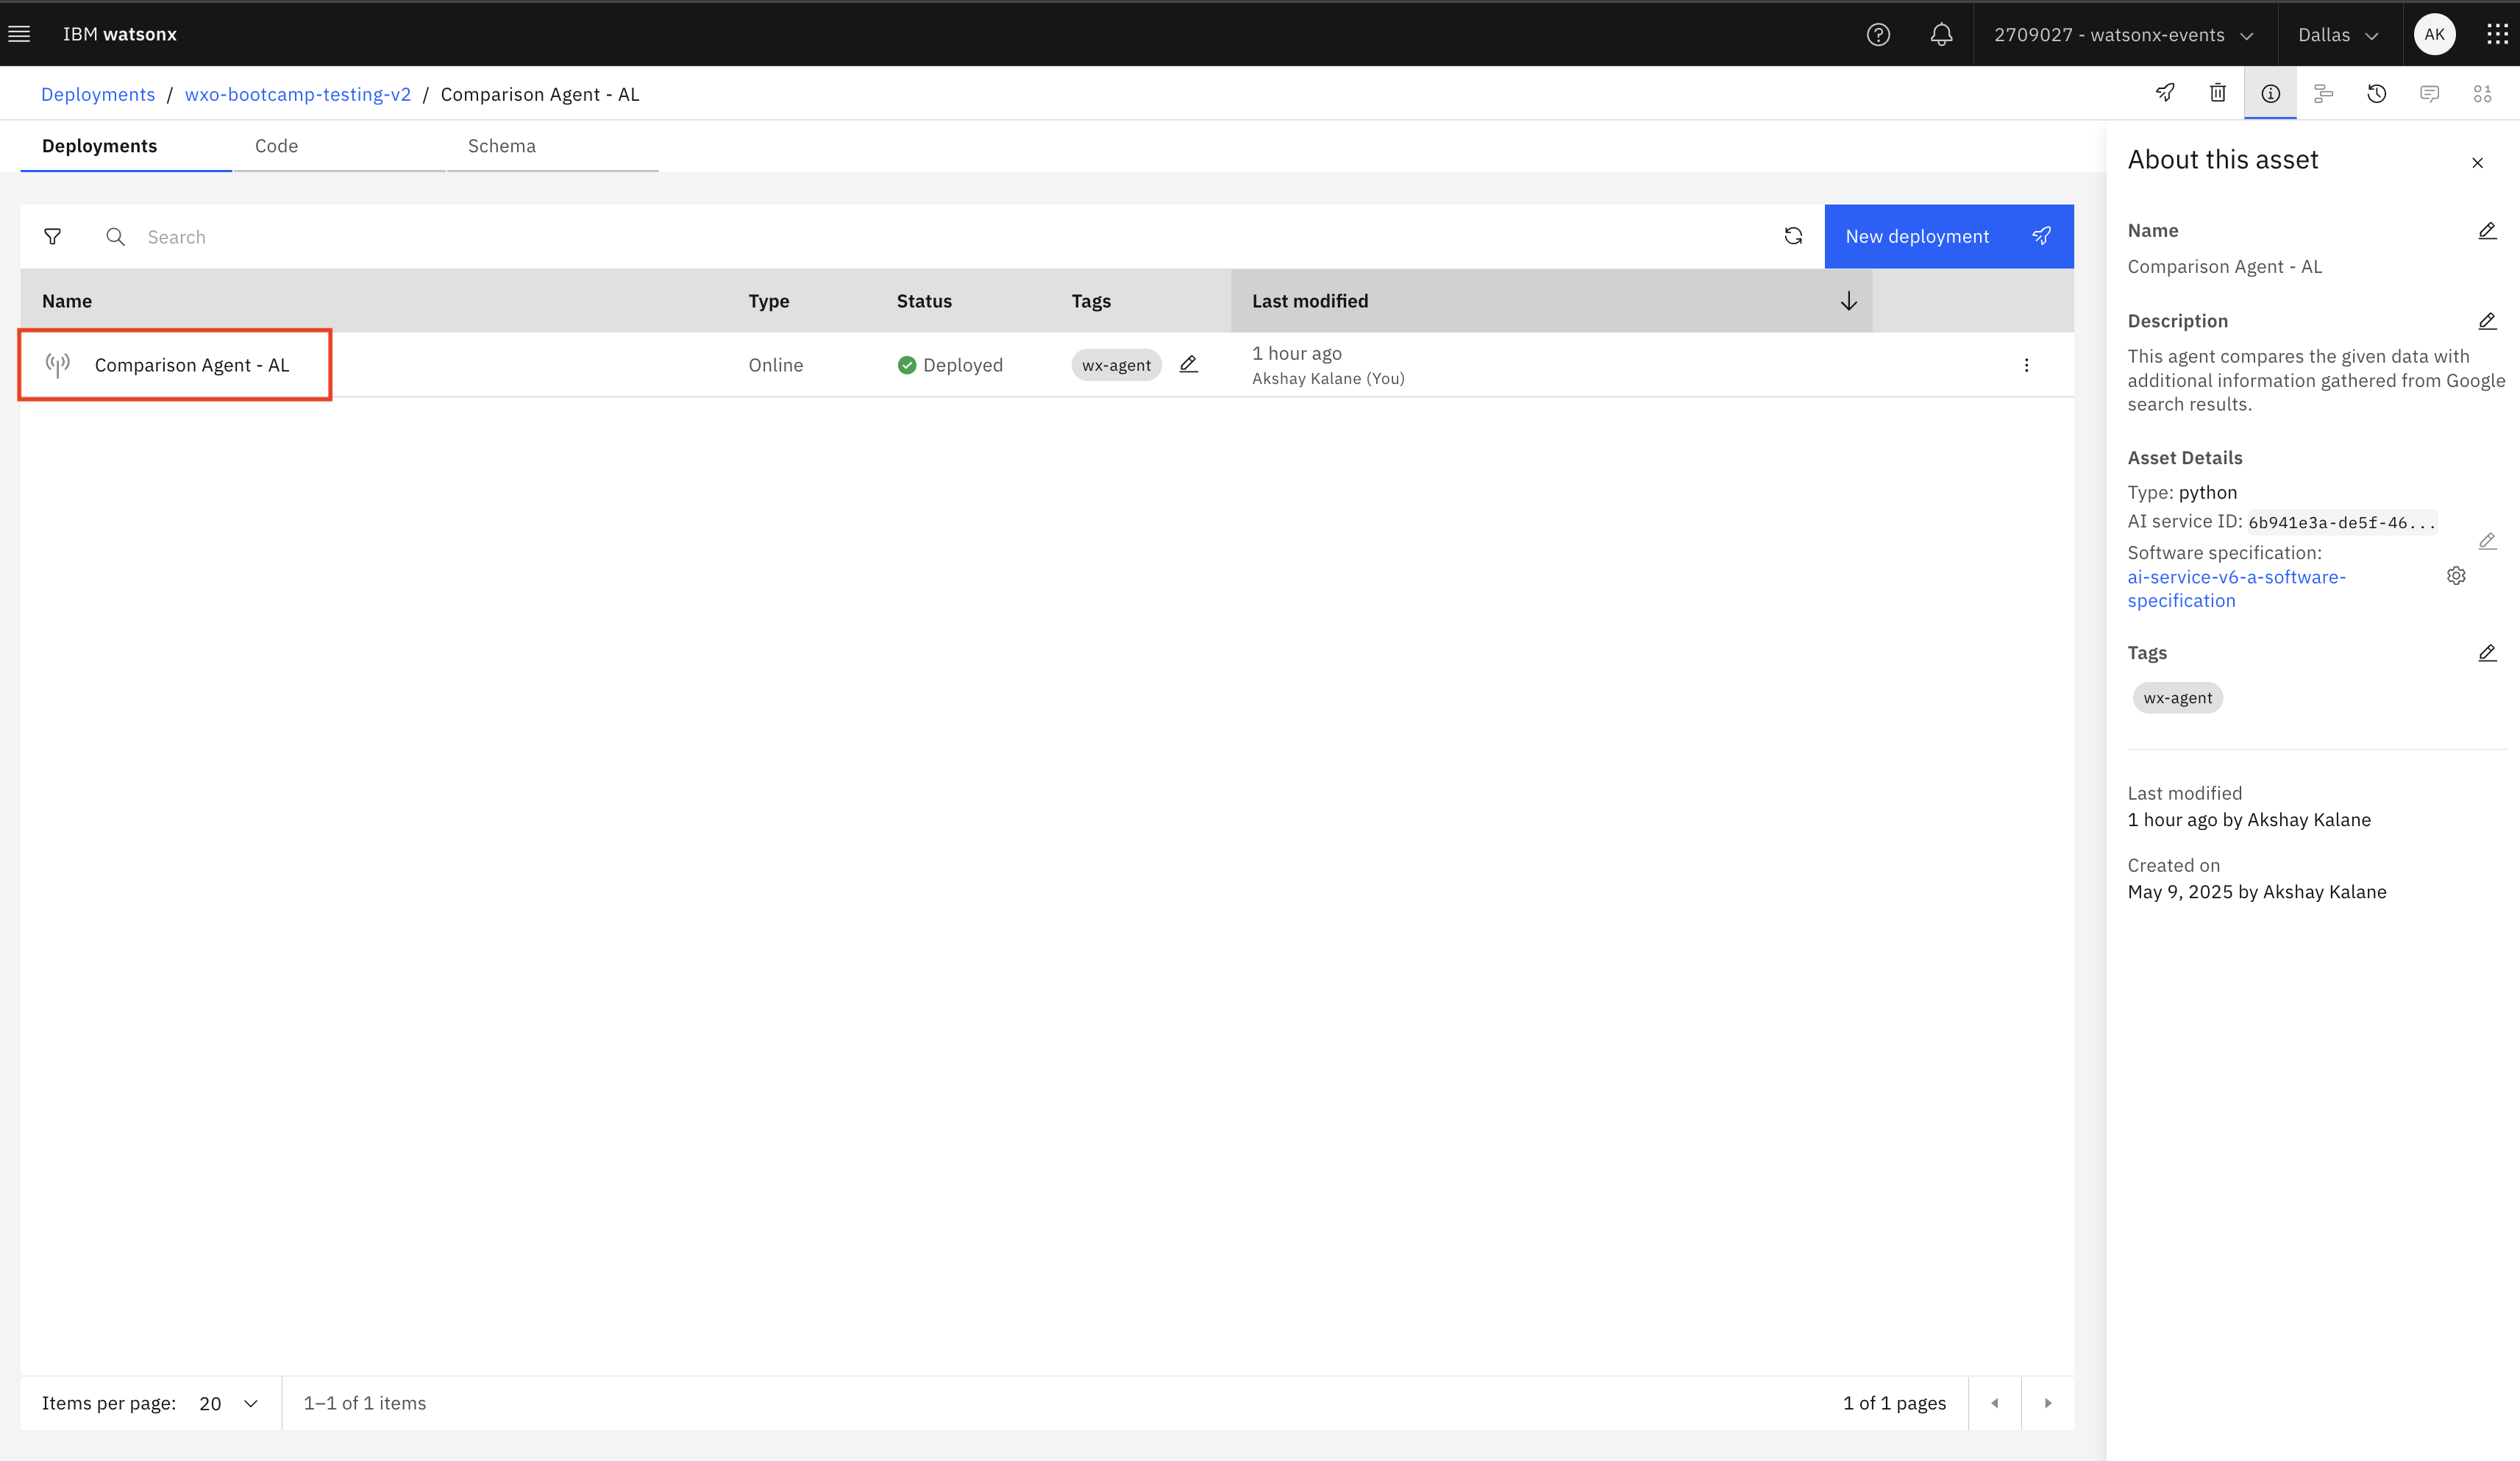 IBM watsonx
2709027 - watsonx-events
Dallas
AK
Deployments / wxo-bootcamp-testing-v2 / Comparison Agent - AL
Deployments
Code
Schema
Search
New deployment
Name
Type
Status
Tags
Last modified
Comparison Agent - AL
Online
Deployed
wx-agent
1 hour ago
Akshay Kalane (You)
Items per page: 20
1–1 of 1 items
1 of 1 pages
About this asset
Name
Comparison Agent - AL
Description
This agent compares the given data with
additional information gathered from Google
search results.
Asset Details
Type: python
AI service ID: 6b941e3a-de5f-46...
Software specification:
ai-service-v6-a-software-
specification
Tags
wx-agent
Last modified
1 hour ago by Akshay Kalane
Created on
May 9, 2025 by Akshay Kalane